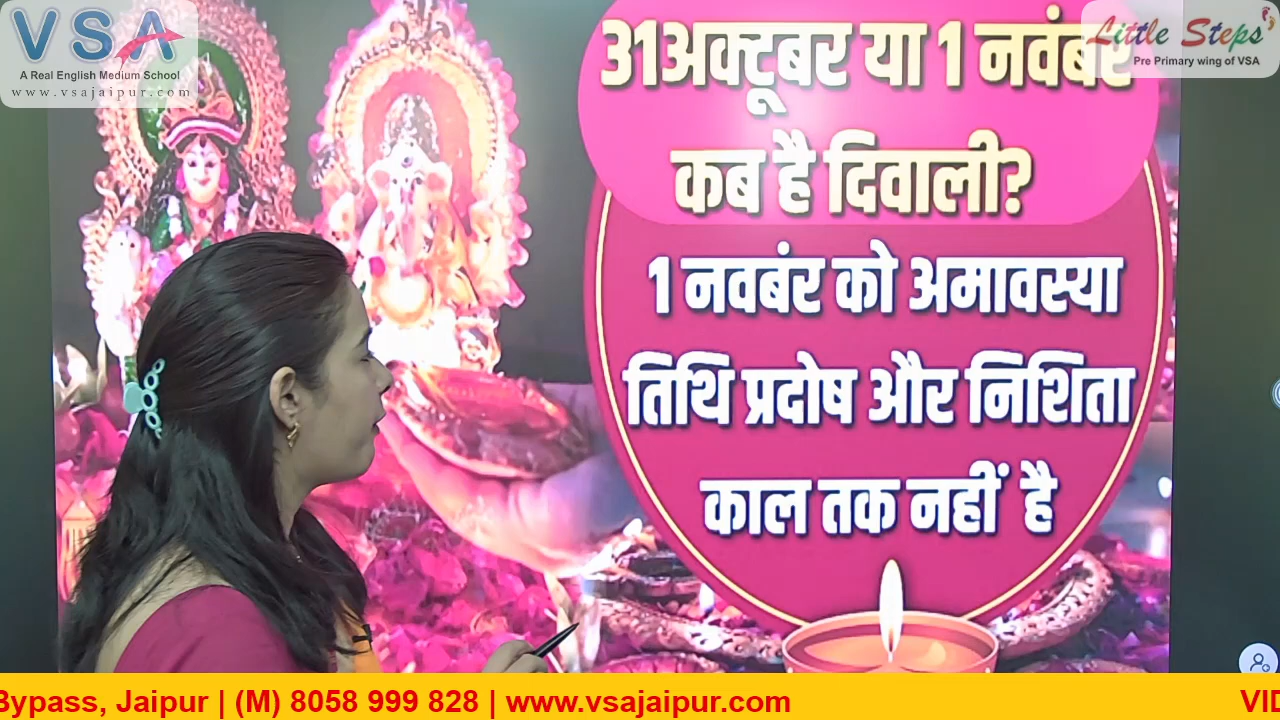 VSA
A Real English Medium School
www.vsajaipur.com
Little Steps
Pre Primary wing of VSA
31अक्टूबर या 1 नवंबर
कब है दिवाली?
1 नवबंर को अमावस्या
तिथि प्रदोष और निशिता
काल तक नहीं है
Bypass, Jaipur | (M) 8058 999 828 | www.vsajaipur.com
VID